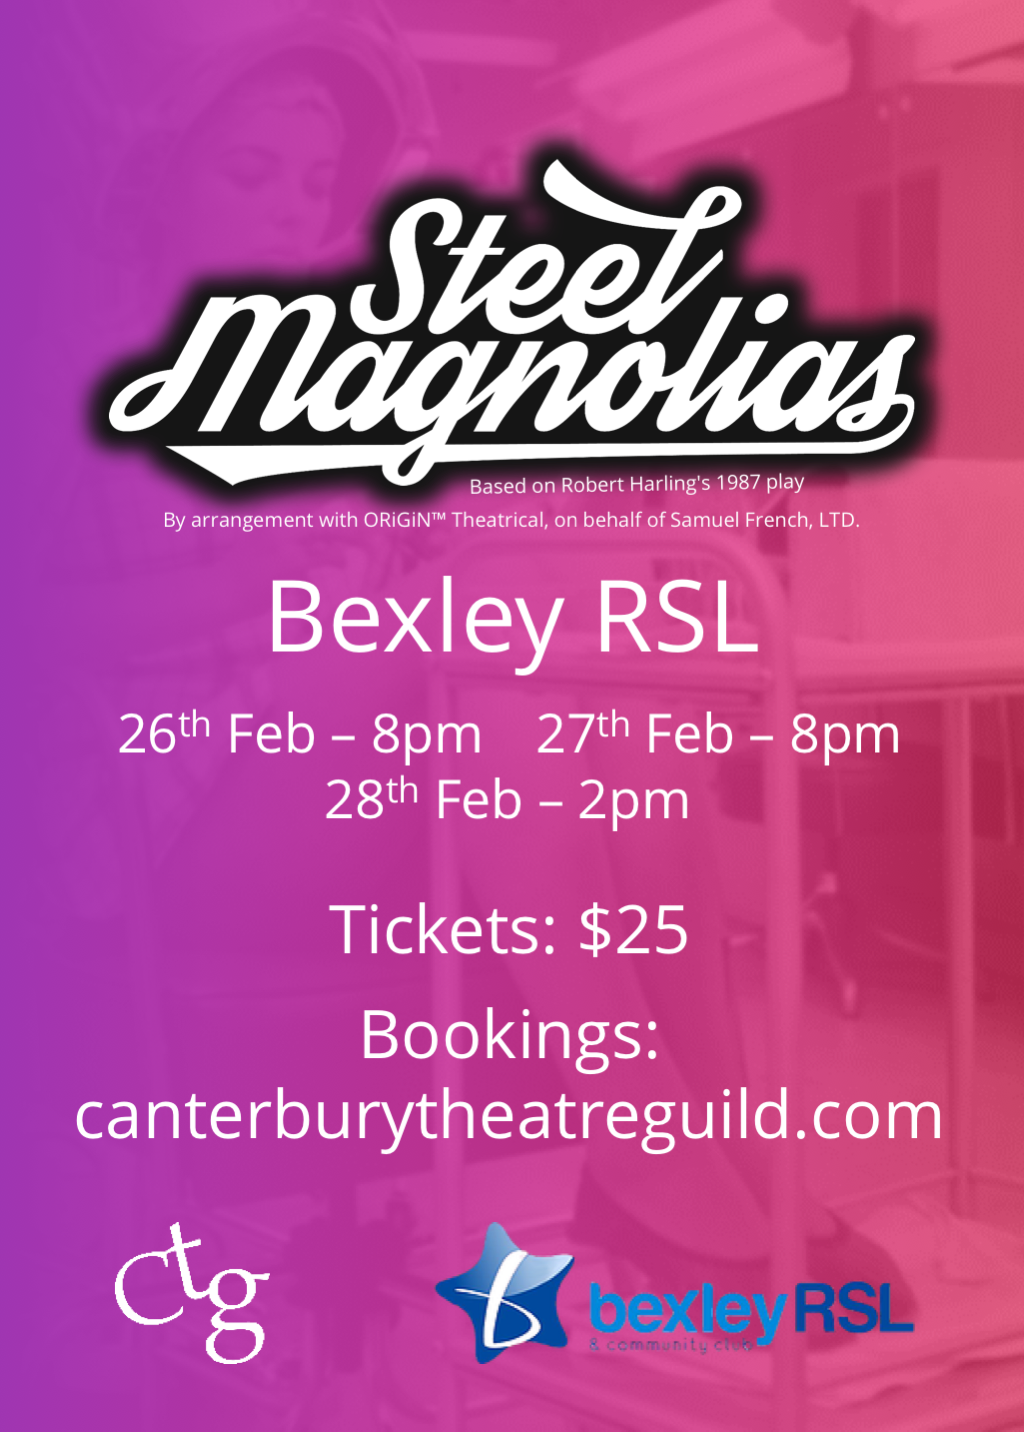 Steel
Magnolias
Based on Robert Harling's 1987 play
By arrangement with ORiGiN™ Theatrical, on behalf of Samuel French, LTD.
Bexley RSL
26th Feb – 8pm 27th Feb – 8pm
28th Feb – 2pm
Tickets: $25
Bookings:
canterburytheatreguild.com
ctg
b bexley RSL
& community club